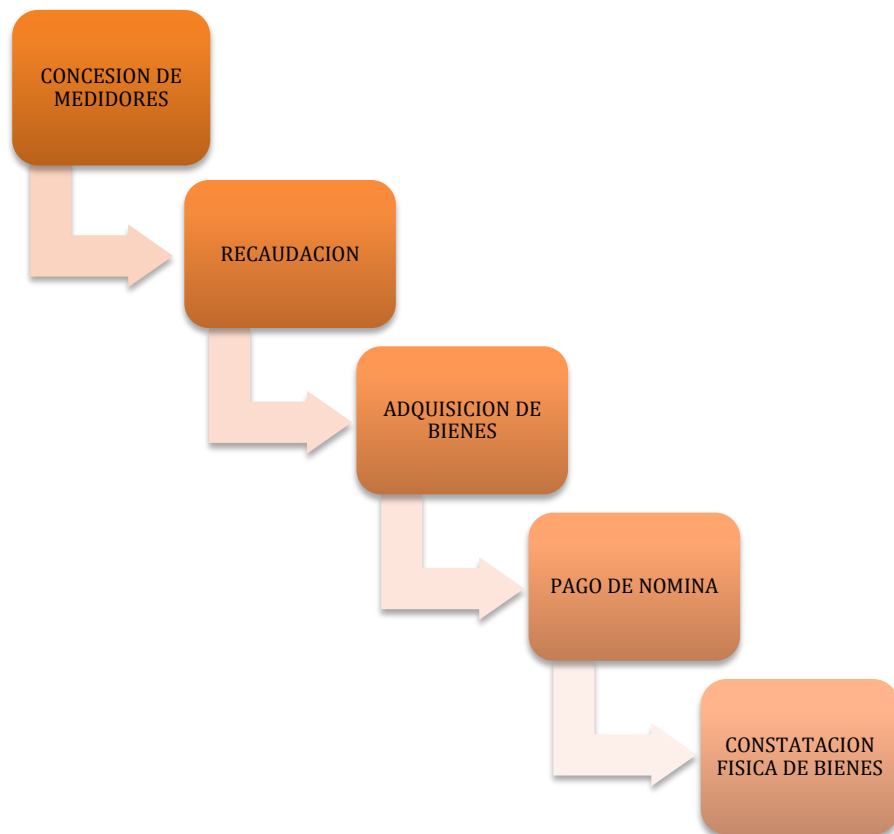 CONCESION DE
MEDIDORES
RECAUDACION
ADQUISICION DE
BIENES
PAGO DE NOMINA
CONSTATACION
FISICA DE BIENES